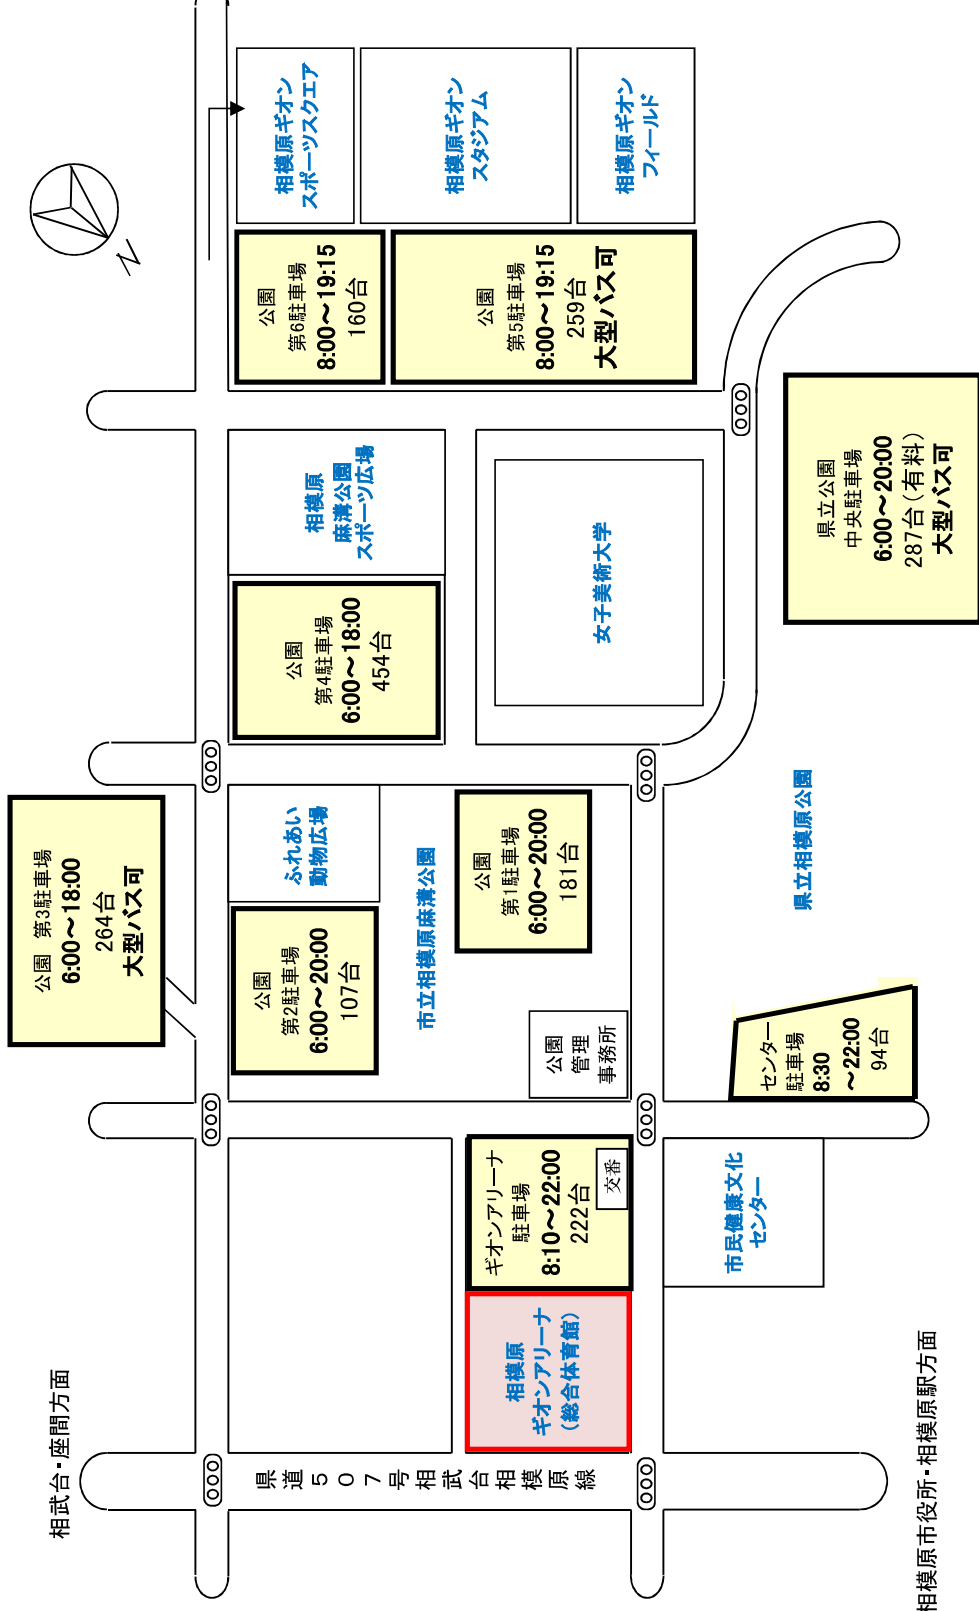 相武台・座間方面
公園 第3駐車場
6:00～18:00
264台
大型バス可
N
県道507号相武台相模原線
公園
第2駐車場
6:00～20:00
107台
ふれあい
動物広場
公園
第4駐車場
6:00～18:00
454台
相模原
麻溝公園
スポーツ広場
公園
第6駐車場
8:00～19:15
160台
相模原ギオン
スポーツスクエア
市立相模原麻溝公園
相模原
ギオンアリーナ
（総合体育館）
ギオンアリーナ
駐車場
8:10～22:00
222台
交番
公園
管理
事務所
公園
第1駐車場
6:00～20:00
181台
女子美術大学
公園
第5駐車場
8:00～19:15
259台
大型バス可
相模原ギオン
スタジアム
相模原ギオン
フィールド
市民健康文化
センター
センター
駐車場
8:30
～22:00
94台
県立相模原公園
県立公園
中央駐車場
6:00～20:00
287台（有料）
大型バス可
相模原市役所・相模原駅方面